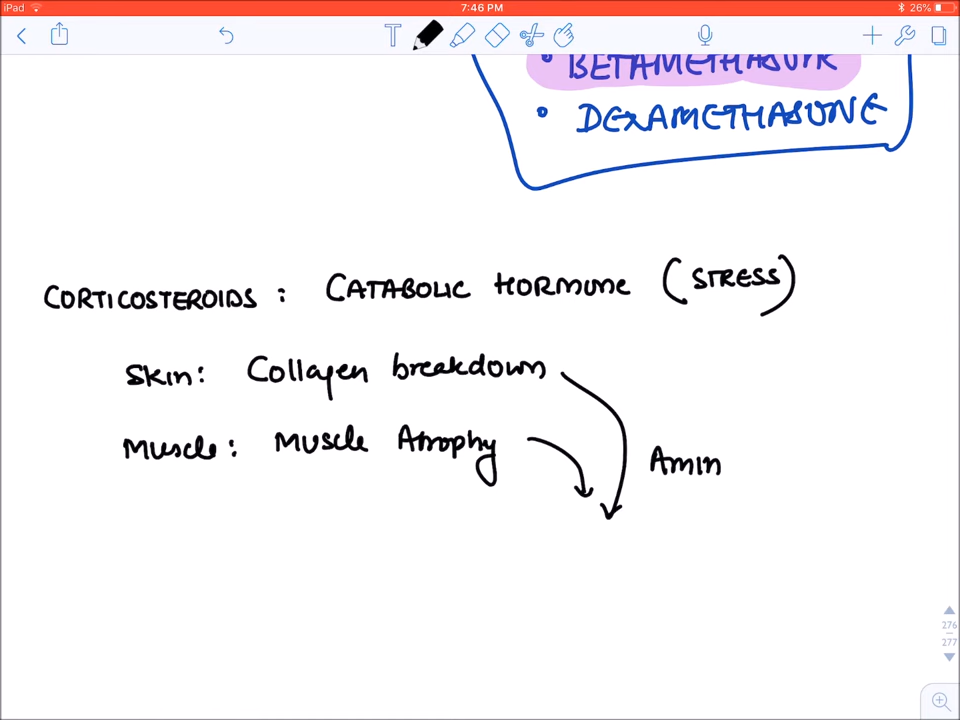 iPad 7:46 PM 26%
T
• BETAMETHASONE
• DEXAMETHASONE
CORTICOSTEROIDS : CATABOLIC HORMONE (STRESS)
Skin: Collagen breakdown
Muscle: Muscle Atrophy
Amin
276
277